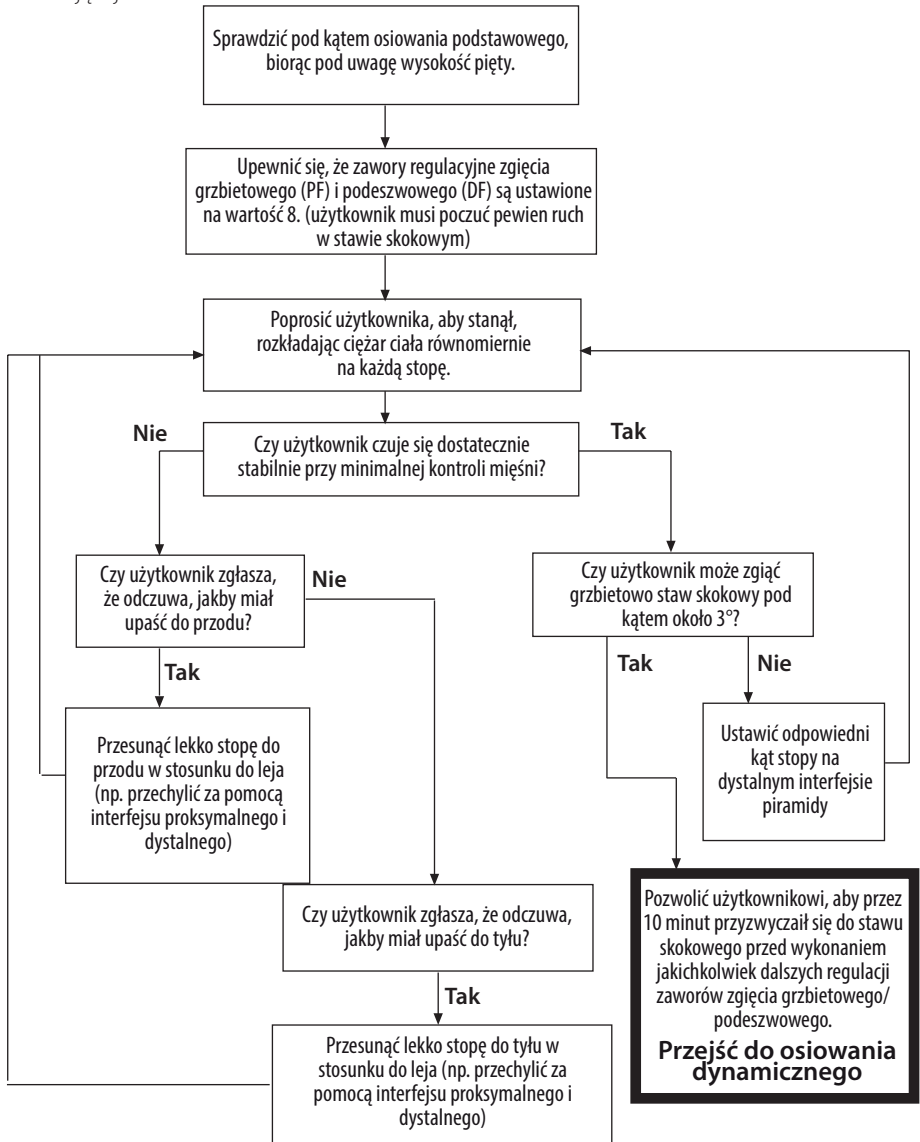 Sprawdzić pod kątem osiowania podstawowego,
biorąc pod uwagę wysokość pięty.
Upewnić się, że zawory regulacyjne zgięcia
grzbietowego (PF) i podeszwowego (DF) są ustawione
na wartość 8. (użytkownik musi poczuć pewien ruch
w stawie skokowym)
Poprosić użytkownika, aby stanął,
rozkładając ciężar ciała równomiernie
na każdą stopę.
Nie
Czy użytkownik czuje się dostatecznie
stabilnie przy minimalnej kontroli mięśni?
Tak
Czy użytkownik zgłasza,
że odczuwa, jakby miał
upaść do przodu?
Nie
Czy użytkownik może zgiąć
grzbietowo staw skokowy pod
kątem około 3°?
Tak
Tak
Nie
Przesunąć lekko stopę do
przodu w stosunku do leja
(np. przechylić za pomocą
interfejsu proksymalnego i
dystalnego)
Ustawić odpowiedni
kąt stopy na
dystalnym interfejsie
piramidy
Czy użytkownik zgłasza, że odczuwa,
jakby miał upaść do tyłu?
Tak
Przesunąć lekko stopę do tyłu w
stosunku do leja (np. przechylić za
pomocą interfejsu proksymalnego i
dystalnego)
Pozwolić użytkownikowi, aby przez
10 minut przyzwyczaił się do stawu
skokowego przed wykonaniem
jakichkolwiek dalszych regulacji
zaworów zgięcia grzbietowego/
podeszwowego.
Przejść do osiowania
dynamicznego